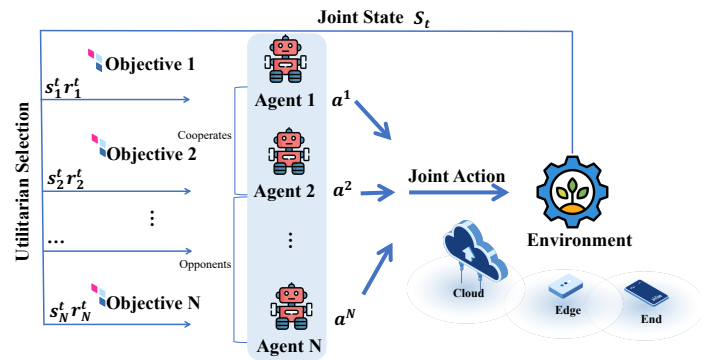 Joint State S_t
Utilitarian Selection
Objective 1
s_1^t r_1^t
Agent 1
a^1
Cooperates
Objective 2
s_2^t r_2^t
Agent 2
a^2
Joint Action
Environment
⋮
...
⋮
Opponents
Objective N
s_N^t r_N^t
Agent N
a^N
Cloud
Edge
End